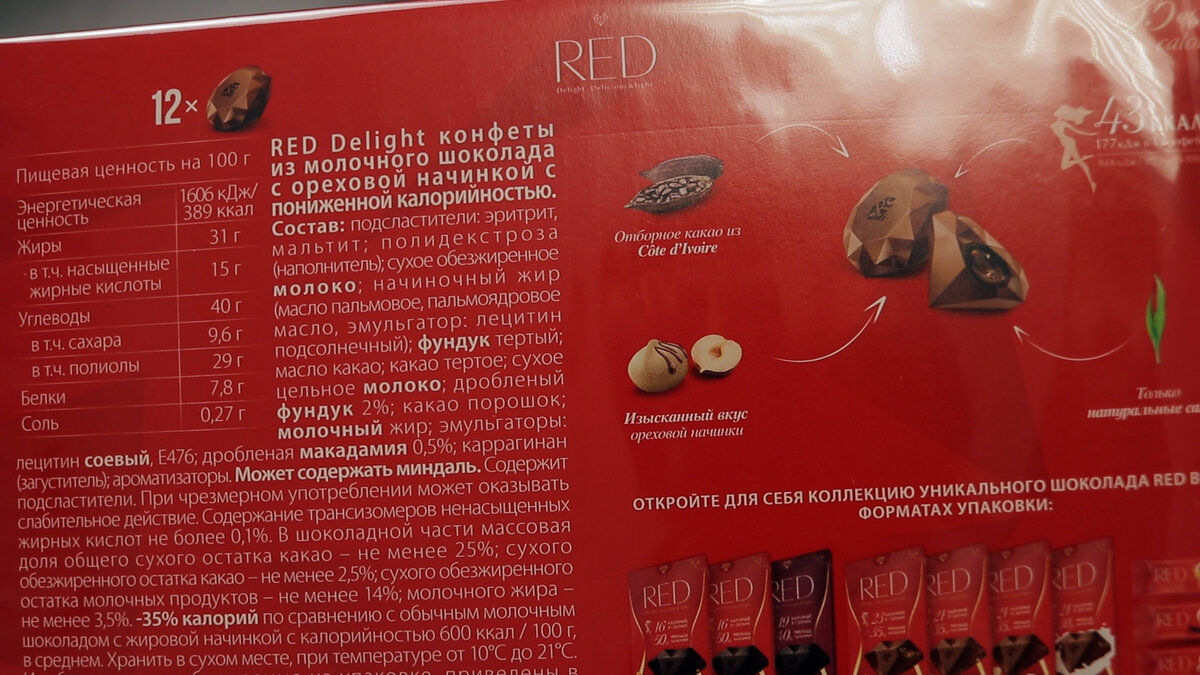 RED
Delight. Delicious & light
12×
Пищевая ценность на 100 г
Энергетическая ценность 1606 кДж/ 389 ккал
Жиры 31 г
в т.ч. насыщенные жирные кислоты 15 г
Углеводы 40 г
в т.ч. сахара 9,6 г
в т.ч. полиолы 29 г
Белки 7,8 г
Соль 0,27 г
RED Delight конфеты
из молочного шоколада
с ореховой начинкой с
пониженной калорийностью.
Состав: подсластители: эритрит,
мальтит; полидекстроза
(наполнитель); сухое обезжиренное
молоко; начиночный жир
(масло пальмовое, пальмоядровое
масло, эмульгатор: лецитин
подсолнечный); фундук тертый;
масло какао; какао тертое; сухое
цельное молоко; дробленый
фундук 2%; какао порошок;
молочный жир; эмульгаторы:
лецитин соевый, Е476; дробленая макадамия 0,5%; каррагинан
(загуститель); ароматизаторы. Может содержать миндаль. Содержит
подсластители. При чрезмерном употреблении может оказывать
слабительное действие. Содержание трансизомеров ненасыщенных
жирных кислот не более 0,1%. В шоколадной части массовая
доля общего сухого остатка какао – не менее 25%; сухого
обезжиренного остатка какао – не менее 2,5%; сухого обезжиренного
остатка молочных продуктов – не менее 14%; молочного жира –
не менее 3,5%. -35% калорий по сравнению с обычным молочным
шоколадом с жировой начинкой с калорийностью 600 ккал / 100 г,
в среднем. Хранить в сухом месте, при температуре от 10°C до 21°C.
43 ККАЛ
177 кДж в 1 конфете
Отборное какао из
Côte d'Ivoire
Изысканный вкус
ореховой начинки
Только
натуральные
ОТКРОЙТЕ ДЛЯ СЕБЯ КОЛЛЕКЦИЮ УНИКАЛЬНОГО ШОКОЛАДА RED В
ФОРМАТАХ УПАКОВКИ:
RED RED RED RED RED RED RED RED